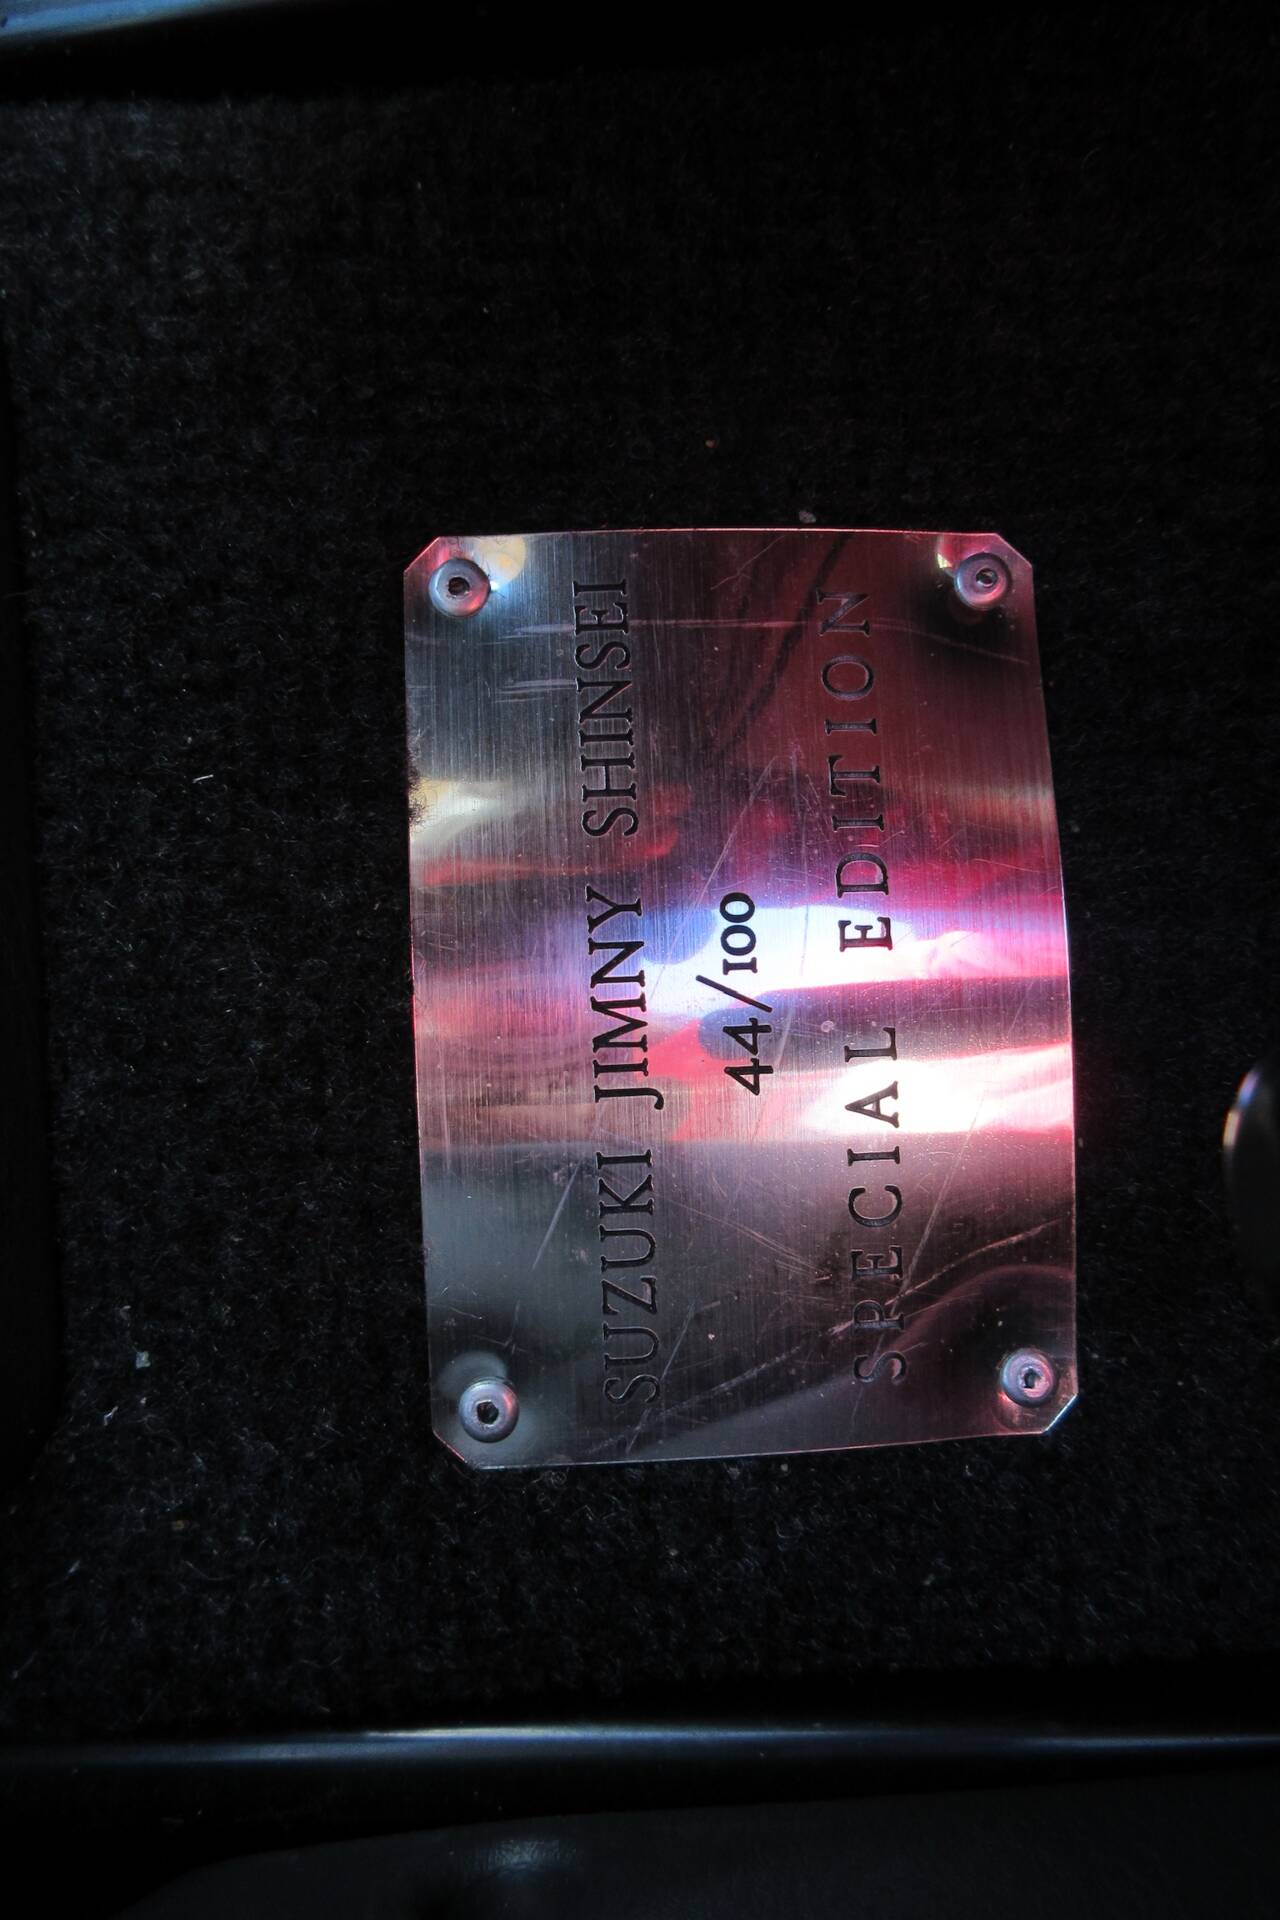 SUZUKI JIMNY SHINSEI
44/100
SPECIAL EDITION